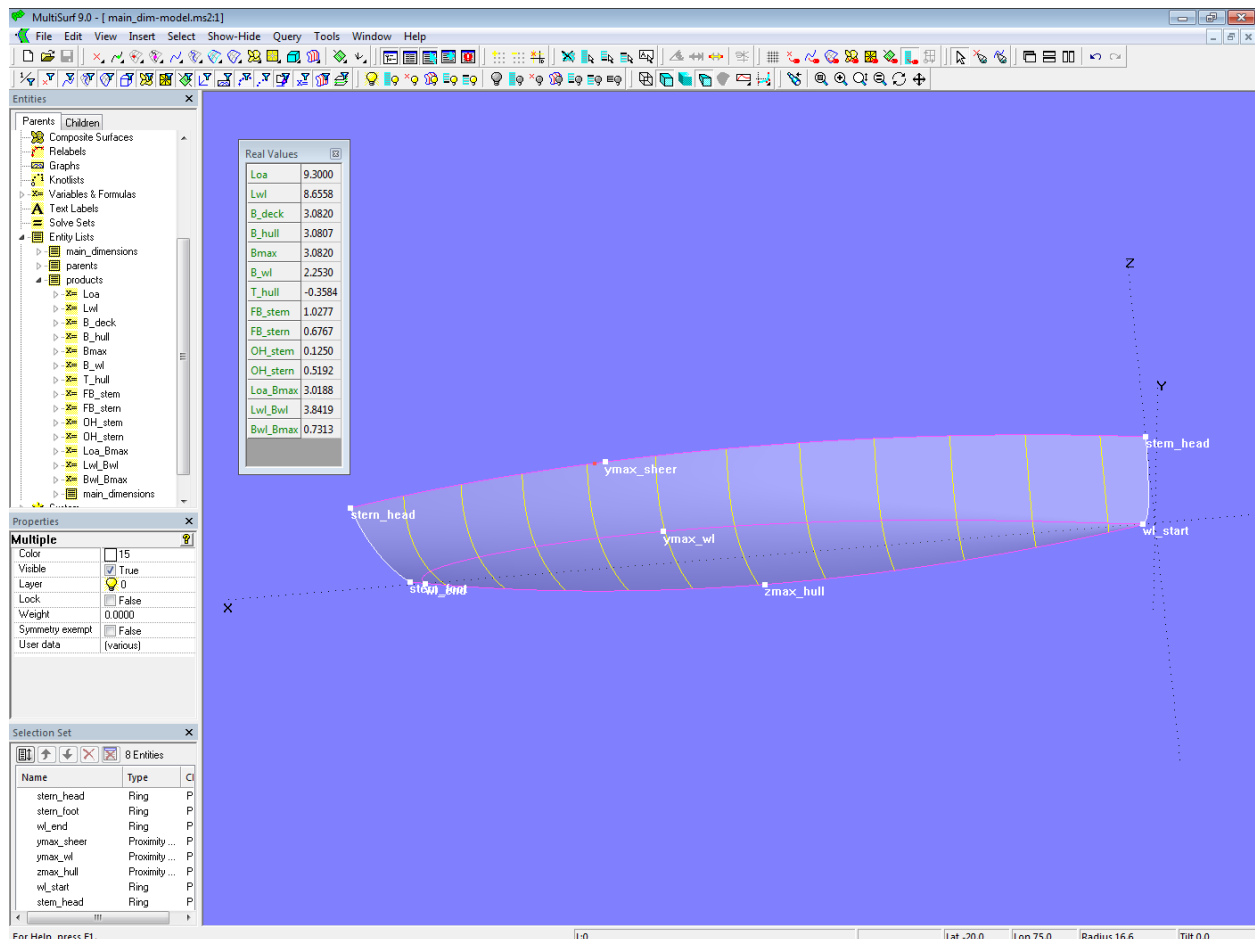 MultiSurf 9.0 - [ main_dim-model.ms2:1]
File Edit View Insert Select Show-Hide Query Tools Window Help
Entities
Parents Children
Composite Surfaces
Relabels
Graphs
Knotlists
Variables & Formulas
Text Labels
Solve Sets
Entity Lists
main_dimensions
parents
products
Loa
Lwl
B_deck
B_hull
Bmax
B_wl
T_hull
FB_stem
FB_stern
OH_stem
OH_stern
Loa_Bmax
Lwl_Bwl
Bwl_Bmax
main_dimensions
Properties
Multiple
Color 15
Visible True
Layer 0
Lock False
Weight 0.0000
Symmetry exempt False
User data (various)
Selection Set
8 Entities
Name Type Cl
stern_head Ring P
stern_foot Ring P
wl_end Ring P
ymax_sheer Proximity ... P
ymax_wl Proximity ... P
zmax_hull Proximity ... P
wl_start Ring P
stem_head Ring P
Real Values
Loa 9.3000
Lwl 8.6558
B_deck 3.0820
B_hull 3.0807
Bmax 3.0820
B_wl 2.2530
T_hull -0.3584
FB_stem 1.0277
FB_stern 0.6767
OH_stem 0.1250
OH_stern 0.5192
Loa_Bmax 3.0188
Lwl_Bwl 3.8419
Bwl_Bmax 0.7313
Z
Y
stem_head
ymax_sheer
stern_head
wl_start
ymax_wl
wl_end
zmax_hull
X
For Help, press F1.
L:0
Lat -20.0 Lon 75.0 Radius 16.6 Tilt 0.0